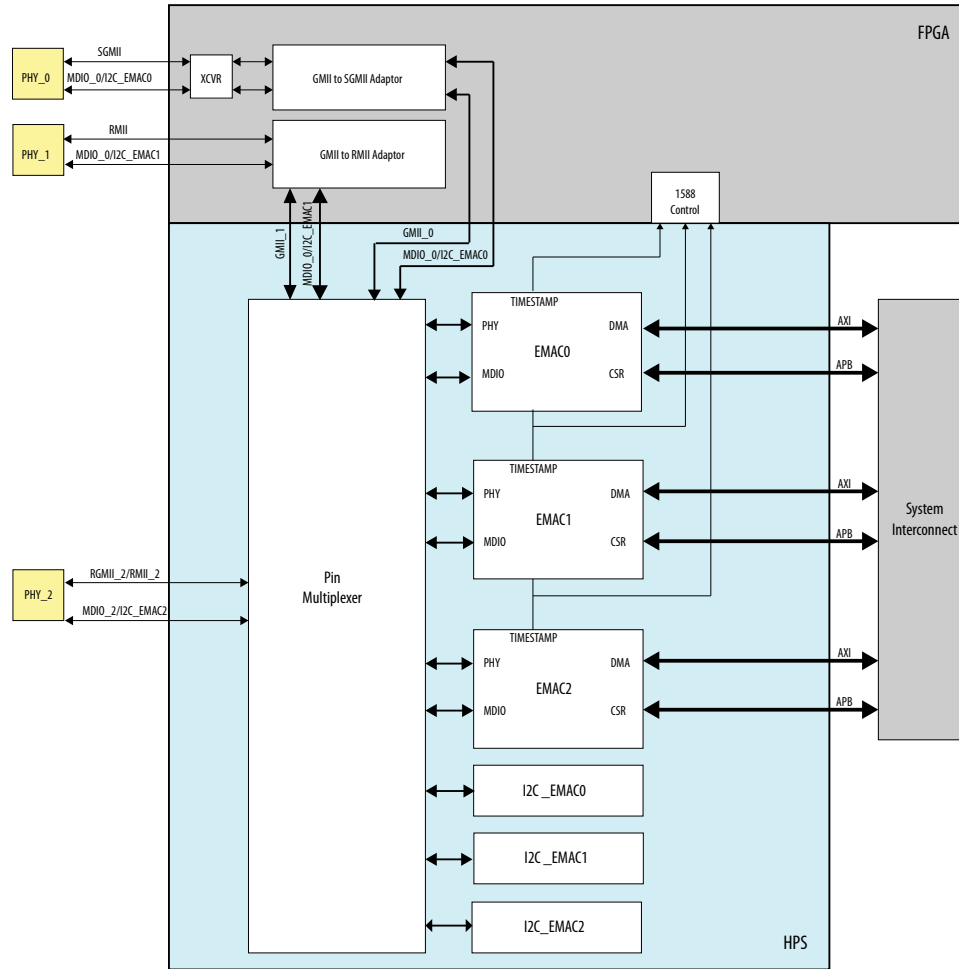 FPGA
SGMII
PHY_0
MDIO_0/I2C_EMAC0
XCVR
GMII to SGMII Adaptor
RMII
PHY_1
MDIO_0/I2C_EMAC1
GMII to RMII Adaptor
1588
Control
GMII_1
MDIO_0/I2C_EMAC1
GMII_0
MDIO_0/I2C_EMAC0
TIMESTAMP
PHY
DMA
EMAC0
MDIO
CSR
AXI
APB
TIMESTAMP
PHY
DMA
EMAC1
MDIO
CSR
AXI
APB
System
Interconnect
RGMII_2/RMII_2
PHY_2
MDIO_2/I2C_EMAC2
Pin
Multiplexer
TIMESTAMP
PHY
DMA
EMAC2
MDIO
CSR
AXI
APB
I2C _EMAC0
I2C _EMAC1
I2C_EMAC2
HPS